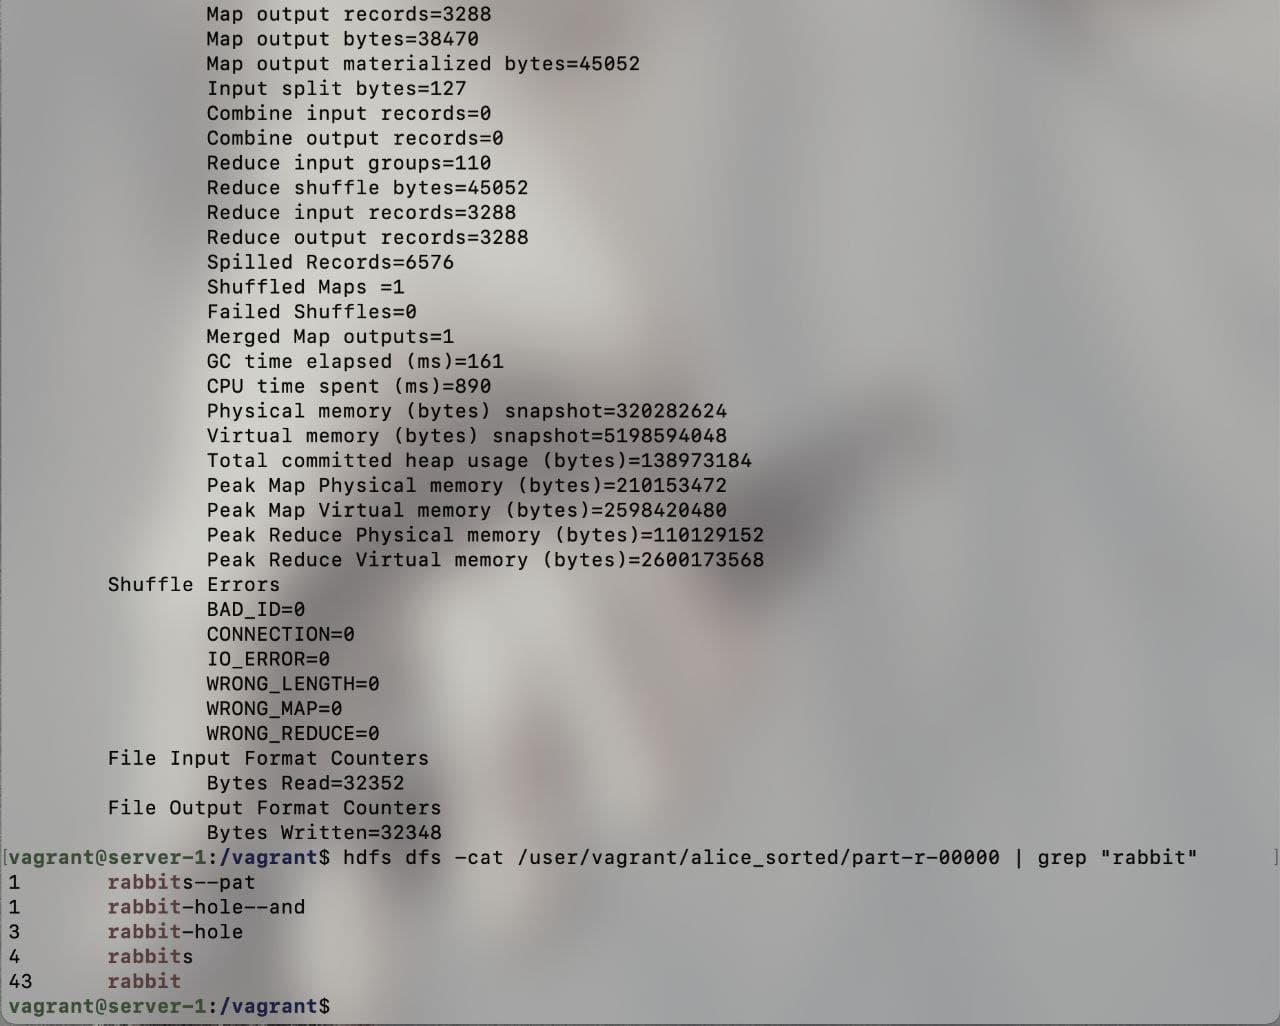 Map output records=3288
Map output bytes=38470
Map output materialized bytes=45052
Input split bytes=127
Combine input records=0
Combine output records=0
Reduce input groups=110
Reduce shuffle bytes=45052
Reduce input records=3288
Reduce output records=3288
Spilled Records=6576
Shuffled Maps =1
Failed Shuffles=0
Merged Map outputs=1
GC time elapsed (ms)=161
CPU time spent (ms)=890
Physical memory (bytes) snapshot=320282624
Virtual memory (bytes) snapshot=5198594048
Total committed heap usage (bytes)=138973184
Peak Map Physical memory (bytes)=210153472
Peak Map Virtual memory (bytes)=2598420480
Peak Reduce Physical memory (bytes)=110129152
Peak Reduce Virtual memory (bytes)=2600173568
Shuffle Errors
BAD_ID=0
CONNECTION=0
IO_ERROR=0
WRONG_LENGTH=0
WRONG_MAP=0
WRONG_REDUCE=0
File Input Format Counters
Bytes Read=32352
File Output Format Counters
Bytes Written=32348
[vagrant@server-1:/vagrant$ hdfs dfs -cat /user/vagrant/alice_sorted/part-r-00000 | grep "rabbit" ]
1 rabbits--pat
1 rabbit-hole--and
3 rabbit-hole
4 rabbits
43 rabbit
vagrant@server-1:/vagrant$